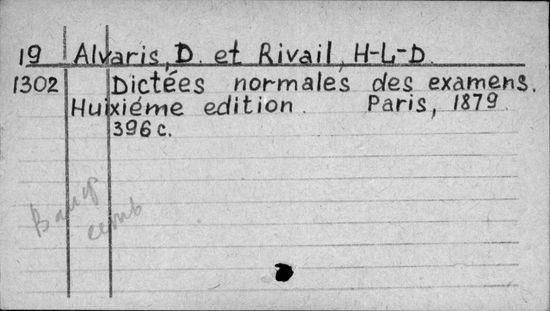 19 Alvaris, D. et Rivail, H-L-D.
1302 Dictées normales des examens.
Huixiéme edition. Paris, 1879.
396 c.